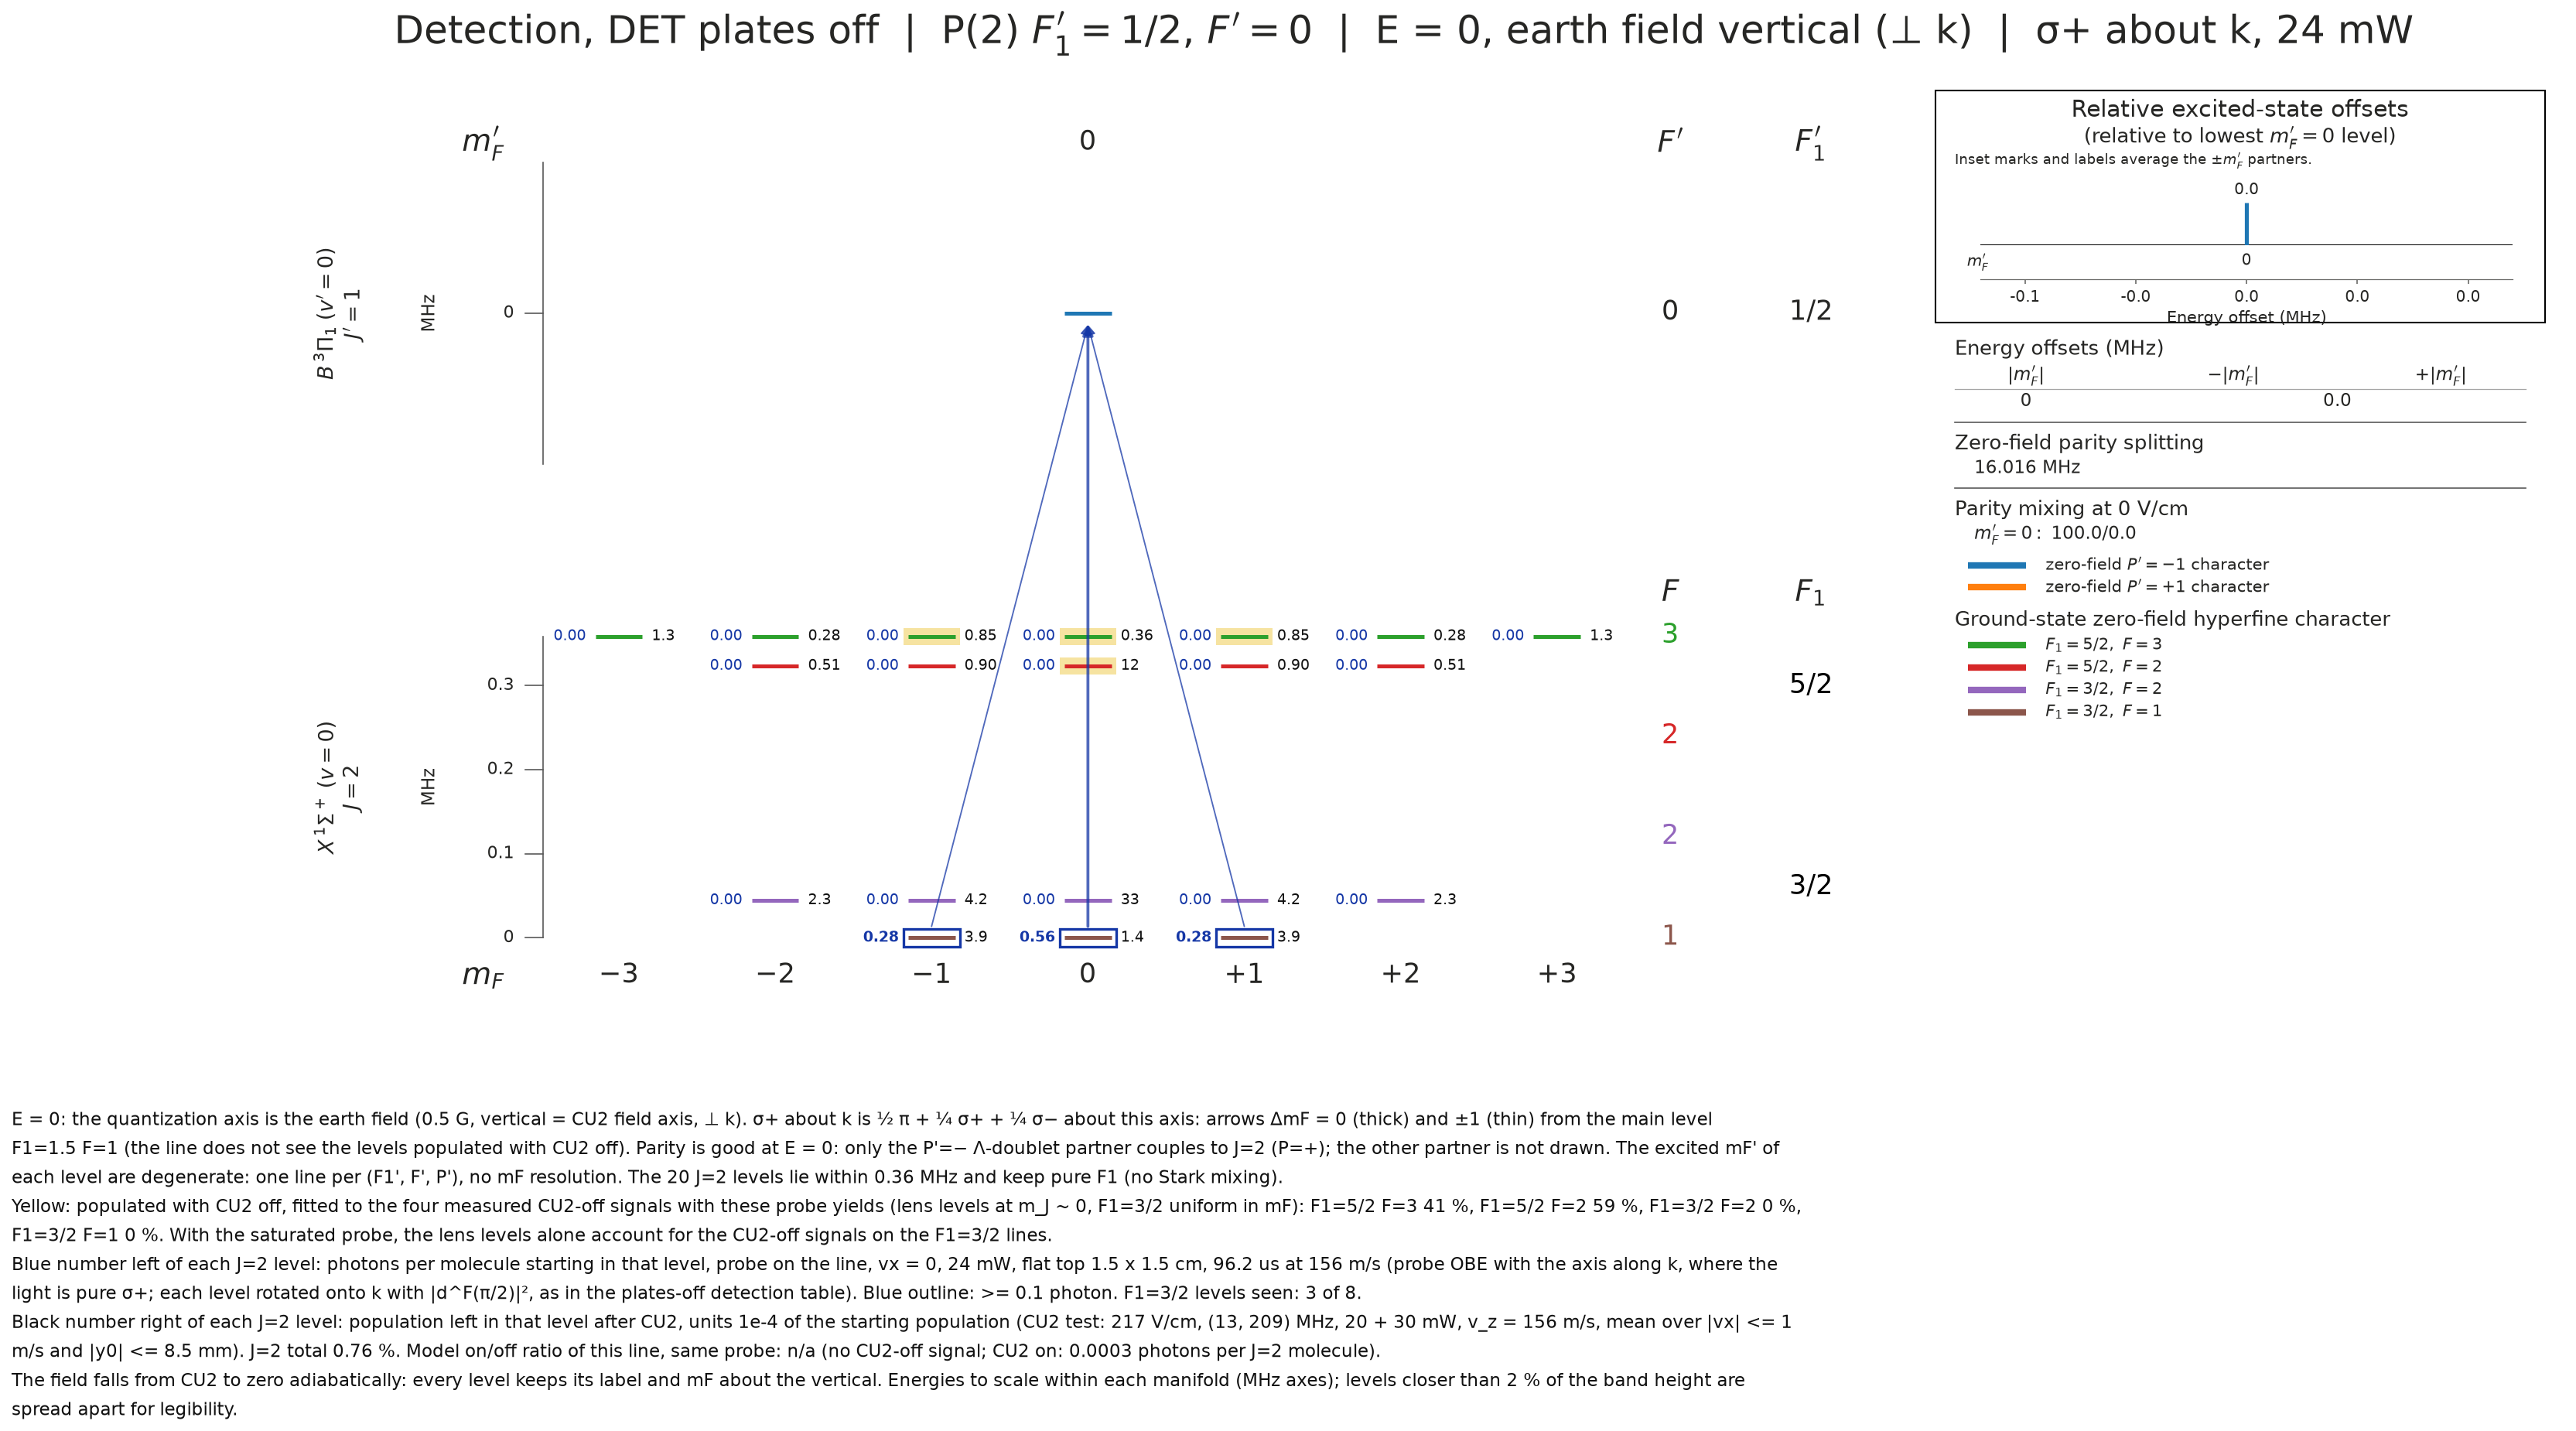 Detection, DET plates off | P(2) F′₁ = 1/2, F′ = 0 | E = 0, earth field vertical (⊥ k) | σ+ about k, 24 mW
m′_F 0 F′ F′₁
B ³Π₁ (v′ = 0)
J′ = 1
MHz
0
0 1/2
F F₁
0.00 1.3 0.00 0.28 0.00 0.85 0.00 0.36 0.00 0.85 0.00 0.28 0.00 1.3 3
0.00 0.51 0.00 0.90 0.00 12 0.00 0.90 0.00 0.51
5/2
2
2
0.00 2.3 0.00 4.2 0.00 33 0.00 4.2 0.00 2.3
3/2
0.28 3.9 0.56 1.4 0.28 3.9 1
X ¹Σ⁺ (v = 0)
J = 2
MHz
0.3
0.2
0.1
0
m_F −3 −2 −1 0 +1 +2 +3
Relative excited-state offsets
(relative to lowest m′_F = 0 level)
Inset marks and labels average the ±m′_F partners.
0.0
m′_F 0
-0.1 -0.0 0.0 0.0 0.0
Energy offset (MHz)
Energy offsets (MHz)
|m′_F| −|m′_F| +|m′_F|
0 0.0
Zero-field parity splitting
16.016 MHz
Parity mixing at 0 V/cm
m′_F = 0 : 100.0/0.0
zero-field P′ = −1 character
zero-field P′ = +1 character
Ground-state zero-field hyperfine character
F₁ = 5/2, F = 3
F₁ = 5/2, F = 2
F₁ = 3/2, F = 2
F₁ = 3/2, F = 1
E = 0: the quantization axis is the earth field (0.5 G, vertical = CU2 field axis, ⊥ k). σ+ about k is ½ π + ¼ σ+ + ¼ σ− about this axis: arrows ΔmF = 0 (thick) and ±1 (thin) from the main level
F1=1.5 F=1 (the line does not see the levels populated with CU2 off). Parity is good at E = 0: only the P'=− Λ-doublet partner couples to J=2 (P=+); the other partner is not drawn. The excited mF' of
each level are degenerate: one line per (F1', F', P'), no mF resolution. The 20 J=2 levels lie within 0.36 MHz and keep pure F1 (no Stark mixing).
Yellow: populated with CU2 off, fitted to the four measured CU2-off signals with these probe yields (lens levels at m_J ~ 0, F1=3/2 uniform in mF): F1=5/2 F=3 41 %, F1=5/2 F=2 59 %, F1=3/2 F=2 0 %,
F1=3/2 F=1 0 %. With the saturated probe, the lens levels alone account for the CU2-off signals on the F1=3/2 lines.
Blue number left of each J=2 level: photons per molecule starting in that level, probe on the line, vx = 0, 24 mW, flat top 1.5 x 1.5 cm, 96.2 us at 156 m/s (probe OBE with the axis along k, where the
light is pure σ+; each level rotated onto k with |d^F(π/2)|², as in the plates-off detection table). Blue outline: >= 0.1 photon. F1=3/2 levels seen: 3 of 8.
Black number right of each J=2 level: population left in that level after CU2, units 1e-4 of the starting population (CU2 test: 217 V/cm, (13, 209) MHz, 20 + 30 mW, v_z = 156 m/s, mean over |vx| <= 1
m/s and |y0| <= 8.5 mm). J=2 total 0.76 %. Model on/off ratio of this line, same probe: n/a (no CU2-off signal; CU2 on: 0.0003 photons per J=2 molecule).
The field falls from CU2 to zero adiabatically: every level keeps its label and mF about the vertical. Energies to scale within each manifold (MHz axes); levels closer than 2 % of the band height are
spread apart for legibility.